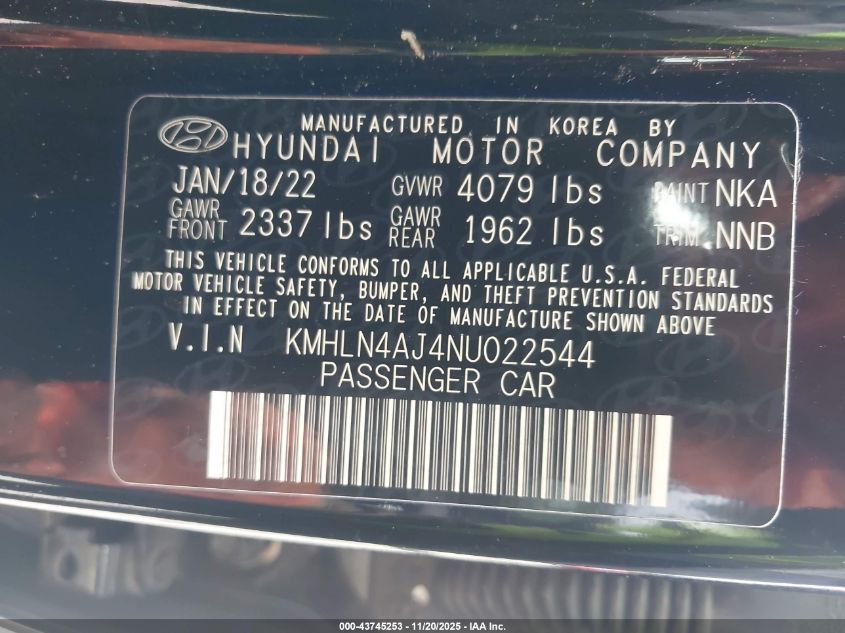 MANUFACTURED IN KOREA BY
HYUNDAI MOTOR COMPANY
JAN/18/22 GVWR 4079 lbs PAINT NKA
GAWR FRONT 2337 lbs GAWR REAR 1962 lbs TRIM NNB
THIS VEHICLE CONFORMS TO ALL APPLICABLE U.S.A. FEDERAL
MOTOR VEHICLE SAFETY, BUMPER, AND THEFT PREVENTION STANDARDS
IN EFFECT ON THE DATE OF MANUFACTURE SHOWN ABOVE
V.I.N KMHLN4AJ4NU022544
PASSENGER CAR
000-43745253 - 11/20/2025 - IAA Inc.